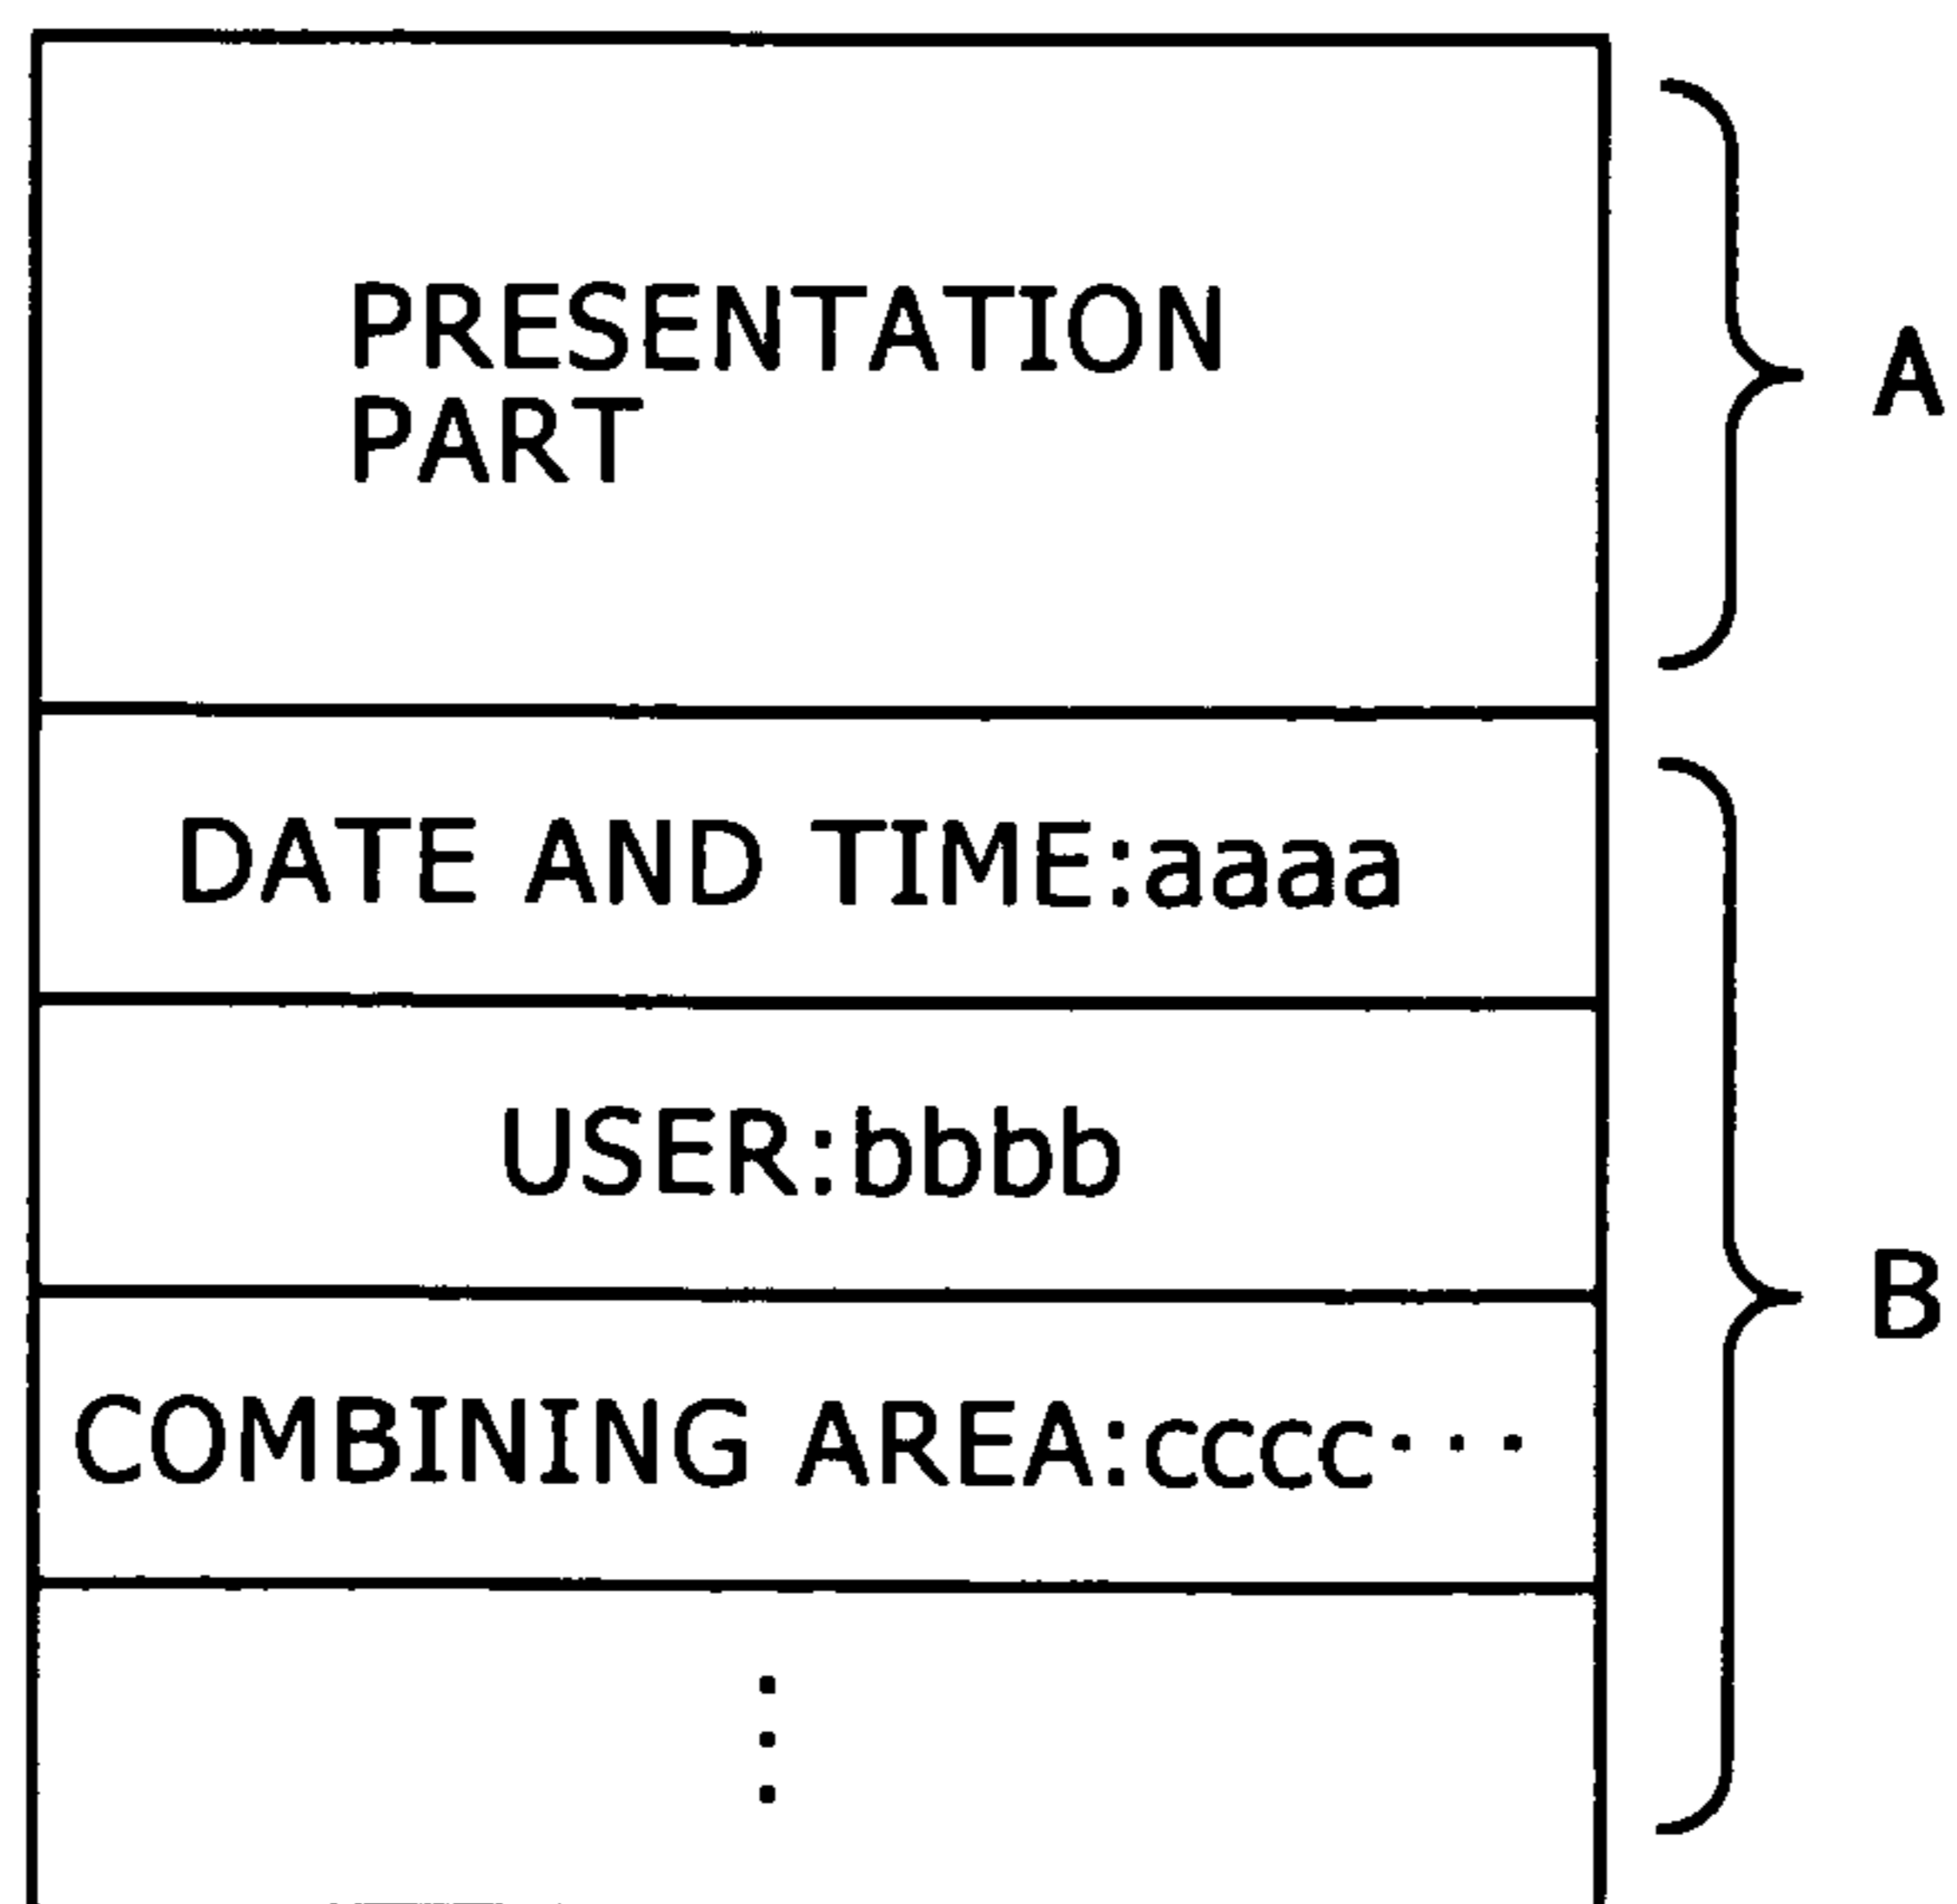 PRESENTATION
PART
A
DATE AND TIME:aaaa
USER:bbbb
B
COMBINING AREA:cccc···